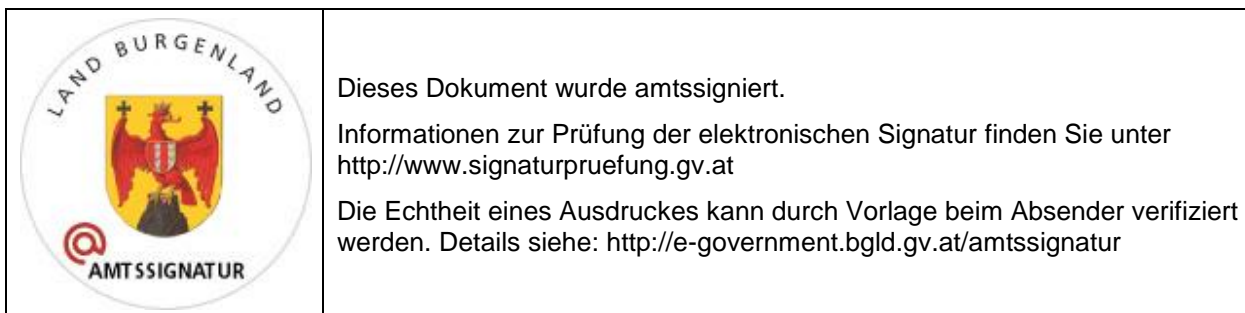 LAND BURGENLAND
@
AMTSSIGNATUR
Dieses Dokument wurde amtssigniert.
Informationen zur Prüfung der elektronischen Signatur finden Sie unter
http://www.signaturpruefung.gv.at
Die Echtheit eines Ausdruckes kann durch Vorlage beim Absender verifiziert
werden. Details siehe: http://e-government.bgld.gv.at/amtssignatur